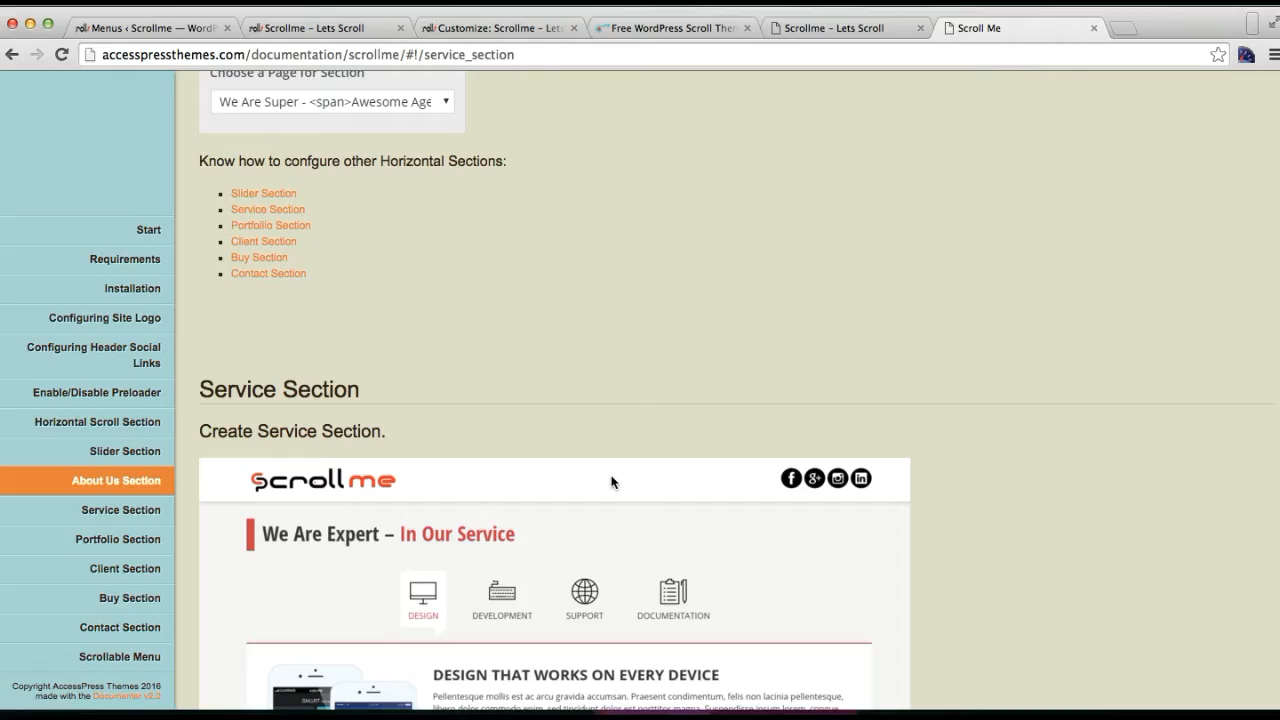 Menus ‹ Scrollme — WordP
Scrollme – Lets Scroll
Customize: Scrollme – Lets
Free WordPress Scroll Them
Scrollme – Lets Scroll
Scroll Me
accesspressthemes.com/documentation/scrollme/#!/service_section
Choose a Page for Section
We Are Super - <span>Awesome Age
Know how to confgure other Horizontal Sections:
Slider Section
Service Section
Portfollio Section
Client Section
Buy Section
Contact Section
Start
Requirements
Installation
Configuring Site Logo
Configuring Header Social
Links
Enable/Disable Preloader
Horizontal Scroll Section
Slider Section
About Us Section
Service Section
Portfolio Section
Client Section
Buy Section
Contact Section
Scrollable Menu
Copyright AccessPress Themes 2016
made with the Documenter v2.0
Service Section
Create Service Section.
scroll me
We Are Expert – In Our Service
DESIGN
DEVELOPMENT
SUPPORT
DOCUMENTATION
DESIGN THAT WORKS ON EVERY DEVICE
Pellentesque mollis est ac arcu gravida accumsan. Praesent condimentum, felis non lacinia pellentesque,